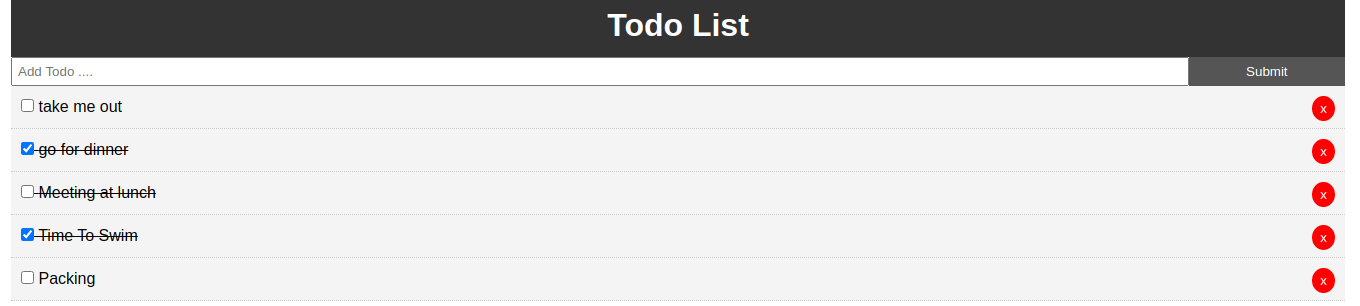 Todo List
Add Todo .... Submit
take me out x
go for dinner x
Meeting at lunch x
Time To Swim x
Packing x